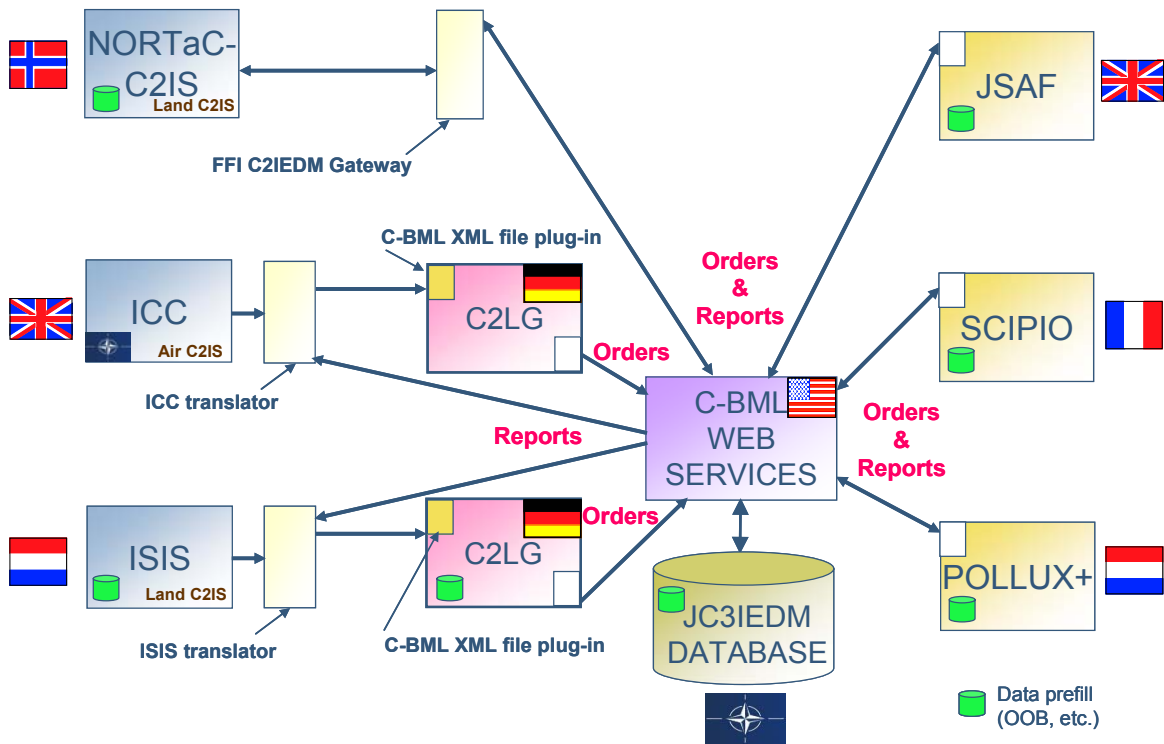 NORTaC-
C2IS
Land C2IS
FFI C2IEDM Gateway
JSAF
C-BML XML file plug-in
ICC
Air C2IS
C2LG
Orders
ICC translator
Orders
&
Reports
SCIPIO
C-BML
WEB
SERVICES
Reports
Orders
&
Reports
ISIS
Land C2IS
C2LG
Orders
ISIS translator
C-BML XML file plug-in
JC3IEDM
DATABASE
POLLUX+
Data prefill
(OOB, etc.)